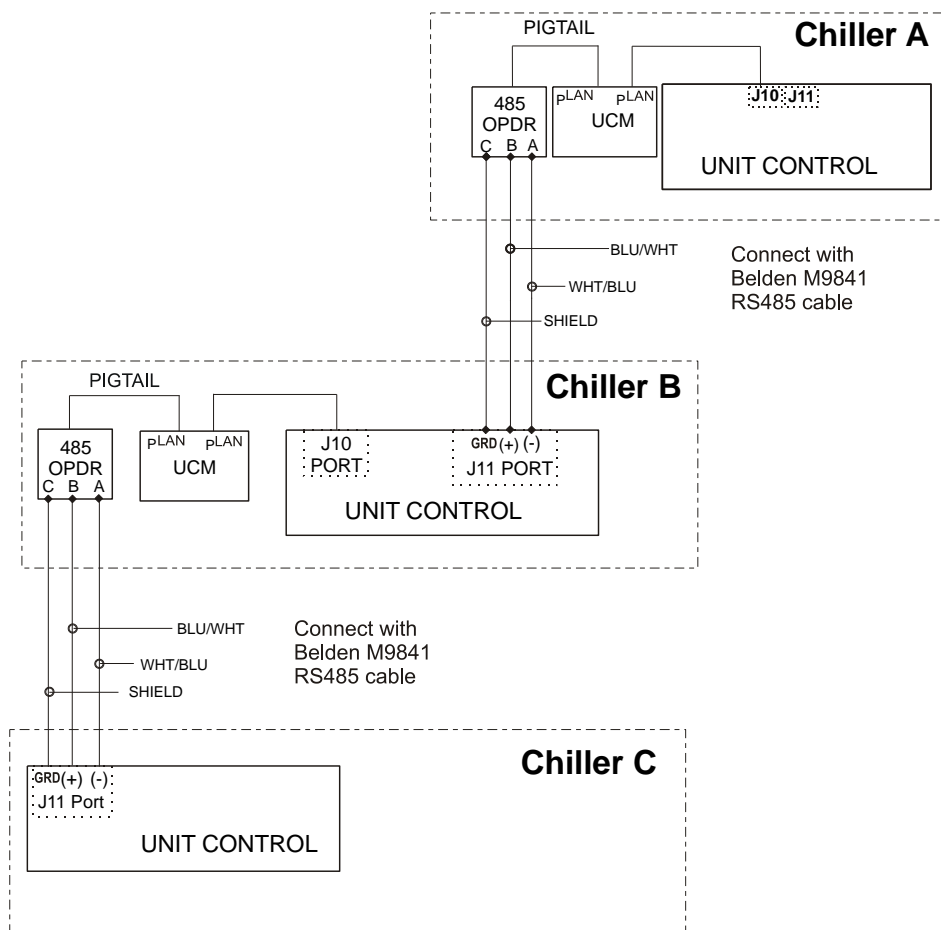 Chiller A
PIGTAIL
485
OPDR
C B A
pLAN pLAN
UCM
J10 J11
UNIT CONTROL
BLU/WHT
WHT/BLU
SHIELD
Connect with
Belden M9841
RS485 cable
Chiller B
PIGTAIL
485
OPDR
C B A
pLAN pLAN
UCM
J10
PORT
GRD (+) (-)
J11 PORT
UNIT CONTROL
BLU/WHT
WHT/BLU
SHIELD
Connect with
Belden M9841
RS485 cable
Chiller C
GRD (+) (-)
J11 Port
UNIT CONTROL